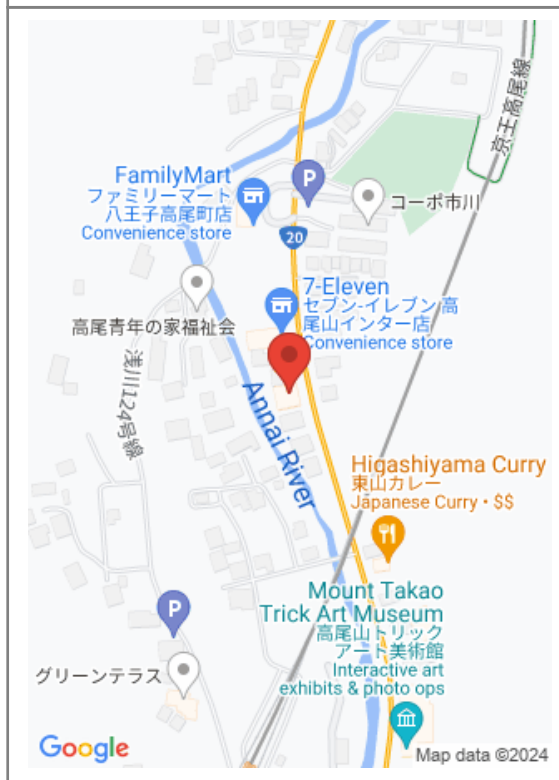 京王高尾線
FamilyMart
ファミリーマート
八王子高尾町店
Convenience store
P
コーポ市川
20
7-Eleven
セブン-イレブン 高
尾山インター店
Convenience store
高尾青年の家福祉会
浅川124号線
Annai River
Higashiyama Curry
東山カレー
Japanese Curry • $$
Mount Takao
Trick Art Museum
高尾山トリック
アート美術館
Interactive art
exhibits & photo ops
P
グリーンテラス
Google
Map data ©2024